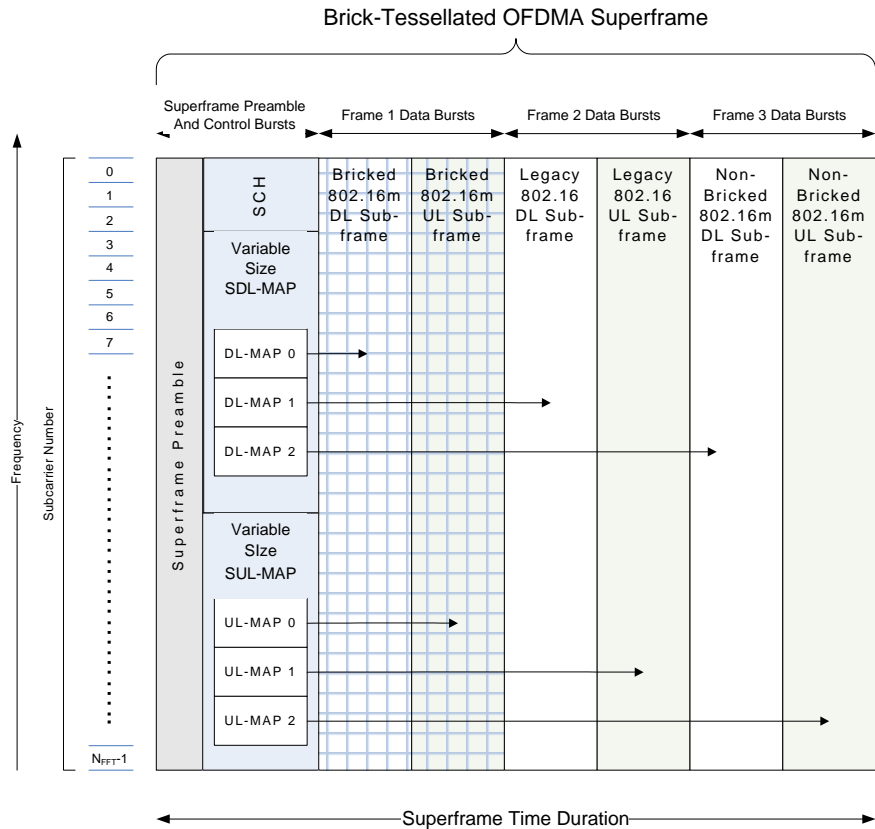 Brick-Tessellated OFDMA Superframe
Superframe Preamble
And Control Bursts
Frame 1 Data Bursts
Frame 2 Data Bursts
Frame 3 Data Bursts
Frequency
Subcarrier Number
0
1
2
3
4
5
6
7
NFFT-1
Superframe Preamble
SCH
Variable
Size
SDL-MAP
DL-MAP 0
DL-MAP 1
DL-MAP 2
Variable
SIze
SUL-MAP
UL-MAP 0
UL-MAP 1
UL-MAP 2
Bricked
802.16m
DL Sub-
frame
Bricked
802.16m
UL Sub-
frame
Legacy
802.16
DL Sub-
frame
Legacy
802.16
UL Sub-
frame
Non-
Bricked
802.16m
DL Sub-
frame
Non-
Bricked
802.16m
UL Sub-
frame
Superframe Time Duration